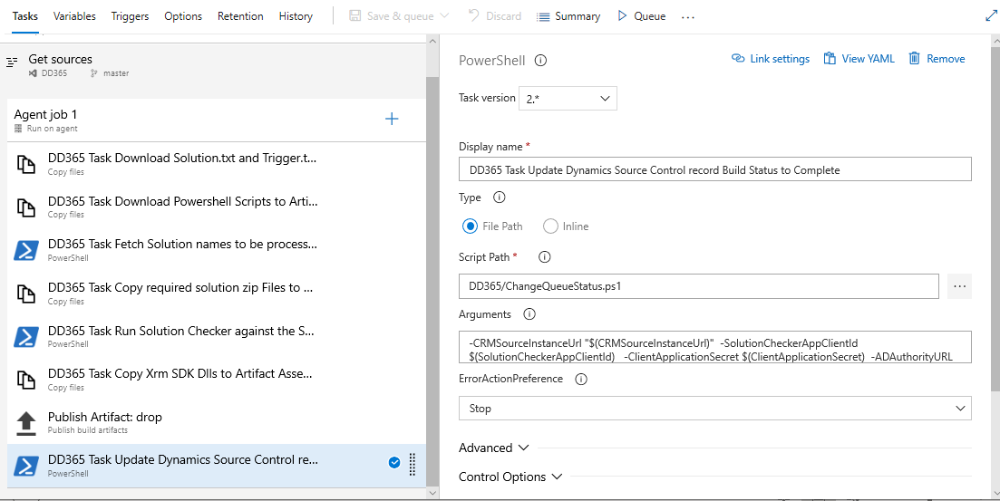 Tasks Variables Triggers Options Retention History Save & queue Discard Summary Queue ...
Get sources
DD365 master
Agent job 1
Run on agent
DD365 Task Download Solution.txt and Trigger.t...
Copy files
DD365 Task Download Powershell Scripts to Arti...
Copy files
DD365 Task Fetch Solution names to be process...
PowerShell
DD365 Task Copy required solution zip Files to ...
Copy files
DD365 Task Run Solution Checker against the S...
PowerShell
DD365 Task Copy Xrm SDK Dlls to Artifact Asse...
Copy files
Publish Artifact: drop
Publish build artifacts
DD365 Task Update Dynamics Source Control re...
PowerShell
PowerShell
Link settings View YAML Remove
Task version 2.*
Display name *
DD365 Task Update Dynamics Source Control record Build Status to Complete
Type
File Path Inline
Script Path *
DD365/ChangeQueueStatus.ps1 ...
Arguments
-CRMSourceInstanceUrl "$(CRMSourceInstanceUrl)" -SolutionCheckerAppClientId
$(SolutionCheckerAppClientId) -ClientApplicationSecret $(ClientApplicationSecret) -ADAuthorityURL
ErrorActionPreference
Stop
Advanced
Control Options